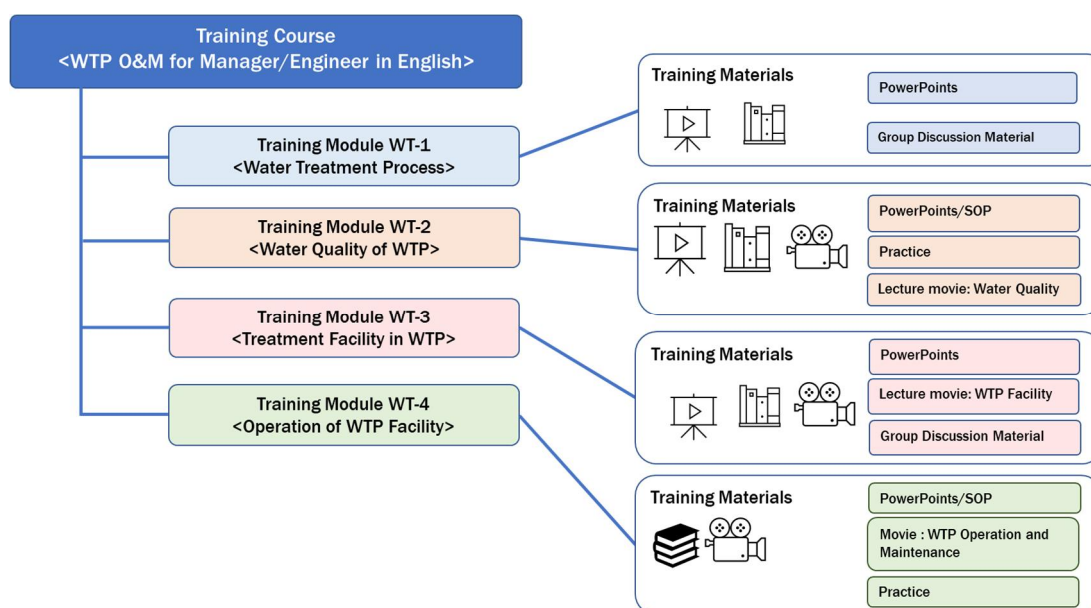 Training Course
<WTP O&M for Manager/Engineer in English>
Training Module WT-1
<Water Treatment Process>
Training Module WT-2
<Water Quality of WTP>
Training Module WT-3
<Treatment Facility in WTP>
Training Module WT-4
<Operation of WTP Facility>
Training Materials
PowerPoints
Group Discussion Material
Training Materials
PowerPoints/SOP
Practice
Lecture movie: Water Quality
Training Materials
PowerPoints
Lecture movie: WTP Facility
Group Discussion Material
Training Materials
PowerPoints/SOP
Movie : WTP Operation and
Maintenance
Practice